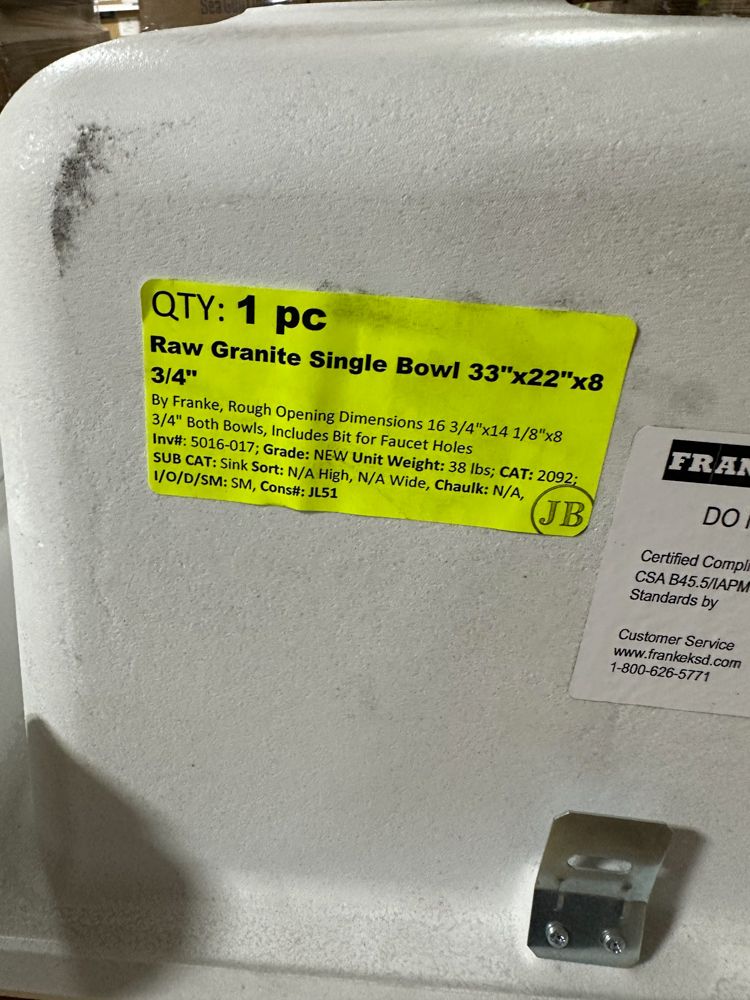 QTY: 1 pc
Raw Granite Single Bowl 33"x22"x8
3/4"
By Franke, Rough Opening Dimensions 16 3/4"x14 1/8"x8
3/4" Both Bowls, Includes Bit for Faucet Holes
Inv#: 5016-017; Grade: NEW Unit Weight: 38 lbs; CAT: 2092;
SUB CAT: Sink Sort: N/A High, N/A Wide, Chaulk: N/A,
I/O/D/SM: SM, Cons#: JL51
JB
FRAN
DO
Certified Compli
CSA B45.5/IAPM
Standards by
Customer Service
www.frankeksd.com
1-800-626-5771